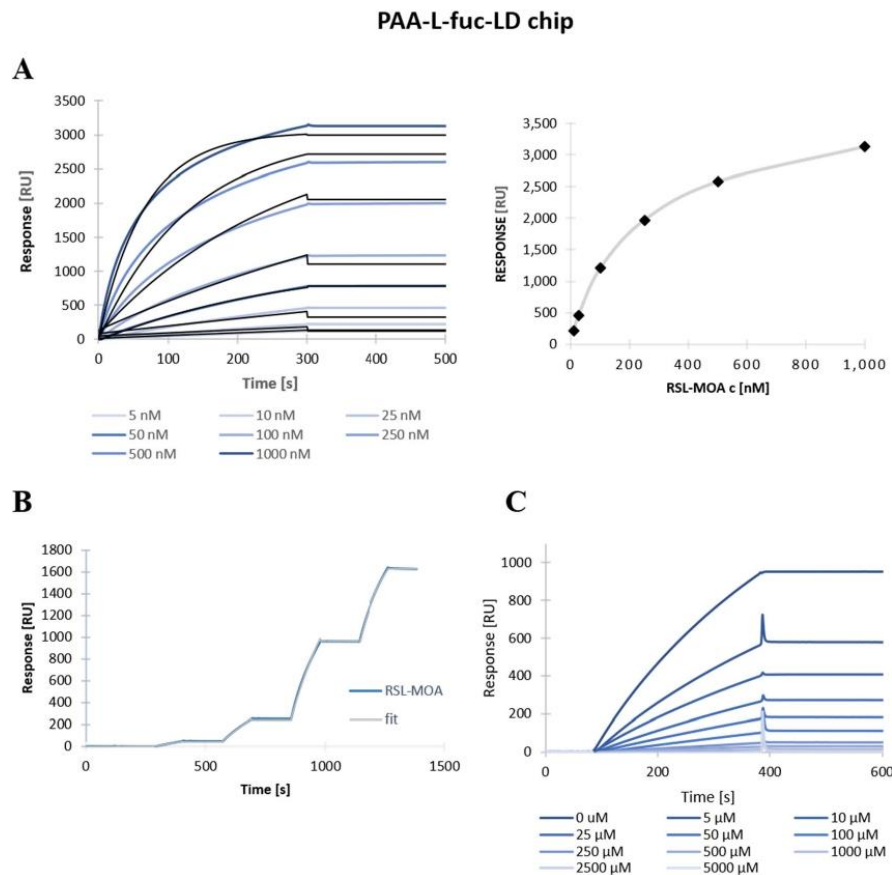 PAA-L-fuc-LD chip
A
3500
3000
2500
2000
1500
1000
500
0
Response [RU]
0 100 200 300 400 500
Time [s]
5 nM 10 nM 25 nM
50 nM 100 nM 250 nM
500 nM 1000 nM
3,500
3,000
2,500
2,000
1,500
1,000
500
0
RESPONSE [RU]
0 200 400 600 800 1,000
RSL-MOA c [nM]
B
1800
1600
1400
1200
1000
800
600
400
200
0
Response [RU]
RSL-MOA
fit
0 500 1000 1500
Time [s]
C
1000
800
600
400
200
0
Response [RU]
0 200 400 600
Time [s]
0 uM 5 µM 10 µM
25 µM 50 µM 100 µM
250 µM 500 µM 1000 µM
2500 µM 5000 µM